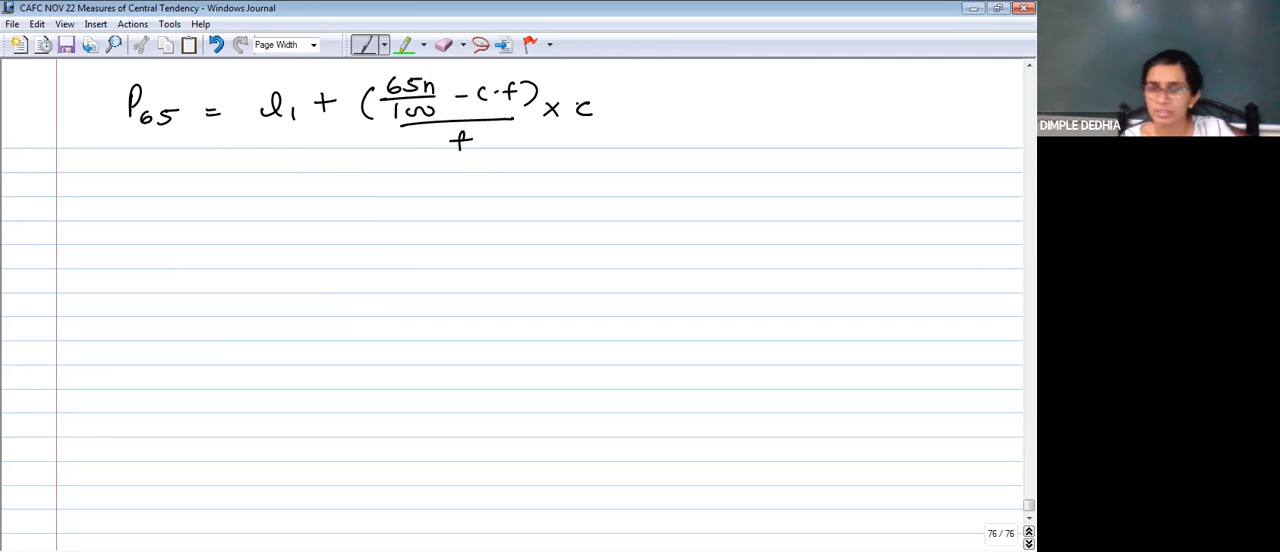 CAFC NOV 22 Measures of Central Tendency - Windows Journal
File Edit View Insert Actions Tools Help
Page Width
P65 = l1 + (65n/100 - c.f)/f x c
DIMPLE DEDHIA
76 / 76